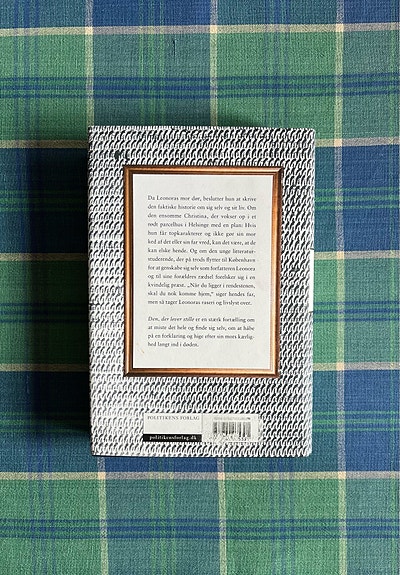 Da Leonoras mor dør, beslutter hun at skrive
den faktiske historie om sig selv og sit liv. Om
den ensomme Christina, der vokser op i et
rødt parcelhus i Helsinge med en plan: Hvis
hun får topkarakterer og ikke gør sin mor
ked af det eller sin far vred, kan det være, at de
kan elske hende. Og om den unge litteratur-
studerende, der på trods flytter til København
for at genskabe sig selv som forfatteren Leonora
og til sine forældres rædsel forelsker sig i en
kvindelig præst. „Når du ligger i rendestenen,
skal du nok komme hjem,“ siger hendes far,
men så tager Leonoras raseri og livslyst over.
Den, der lever stille er en stærk fortælling om
at miste det hele og finde sig selv, om at håbe
på en forklaring og hige efter sin mors kærlig-
hed langt ind i døden.
POLITIKENS FORLAG
politikensforlag.dk